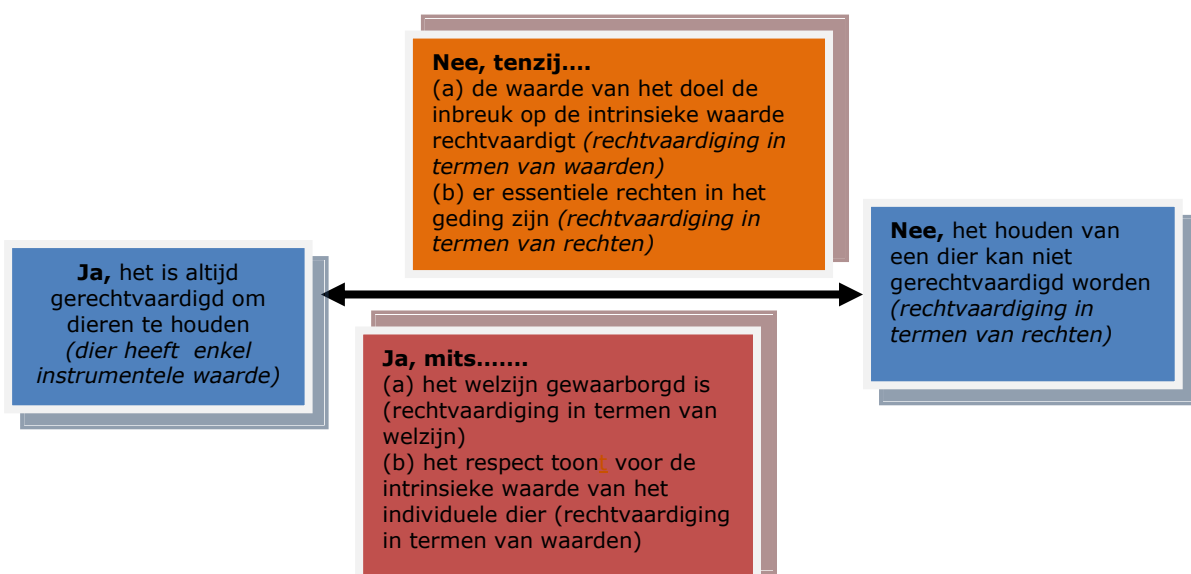 Nee, tenzij....
(a) de waarde van het doel de
inbreuk op de intrinsieke waarde
rechtvaardigt (rechtvaardiging in
termen van waarden)
(b) er essentiele rechten in het
geding zijn (rechtvaardiging in
termen van rechten)
Ja, het is altijd
gerechtvaardigd om
dieren te houden
(dier heeft enkel
instrumentele waarde)
Nee, het houden van
een dier kan niet
gerechtvaardigd worden
(rechtvaardiging in
termen van rechten)
Ja, mits.......
(a) het welzijn gewaarborgd is
(rechtvaardiging in termen van
welzijn)
(b) het respect toont voor de
intrinsieke waarde van het
individuele dier (rechtvaardiging
in termen van waarden)